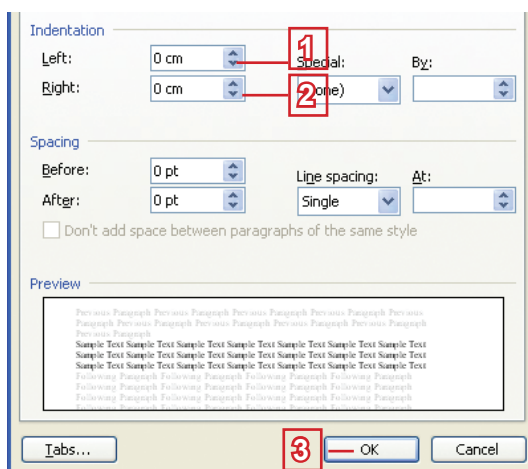 Indentation
Left: 0 cm Special: By:
1
Right: 0 cm (none)
2
Spacing
Before: 0 pt Line spacing: At:
After: 0 pt Single
Don't add space between paragraphs of the same style
Preview
Previous Paragraph Previous Paragraph Previous Paragraph Previous Paragraph Previous
Paragraph Previous Paragraph Previous Paragraph Previous Paragraph Previous Paragraph
Previous Paragraph
Sample Text Sample Text Sample Text Sample Text Sample Text Sample Text Sample Text
Sample Text Sample Text Sample Text Sample Text Sample Text Sample Text Sample Text
Sample Text Sample Text Sample Text Sample Text Sample Text Sample Text Sample Text
Following Paragraph Following Paragraph Following Paragraph Following Paragraph
Following Paragraph Following Paragraph Following Paragraph Following Paragraph
Following Paragraph Following Paragraph Following Paragraph Following Paragraph
Tabs... 3 OK Cancel